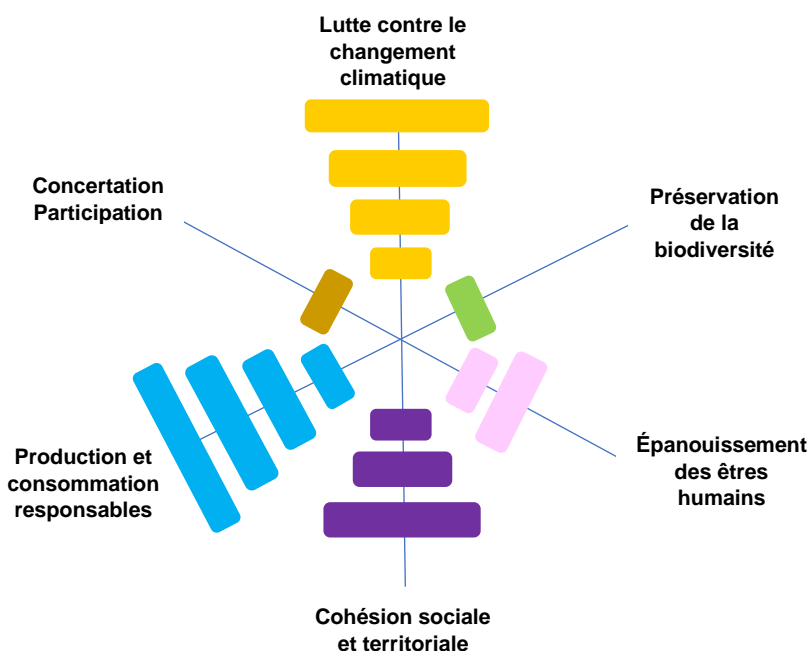 Lutte contre le
changement
climatique
Concertation
Participation
Préservation
de la
biodiversité
Production et
consommation
responsables
Épanouissement
des êtres
humains
Cohésion sociale
et territoriale